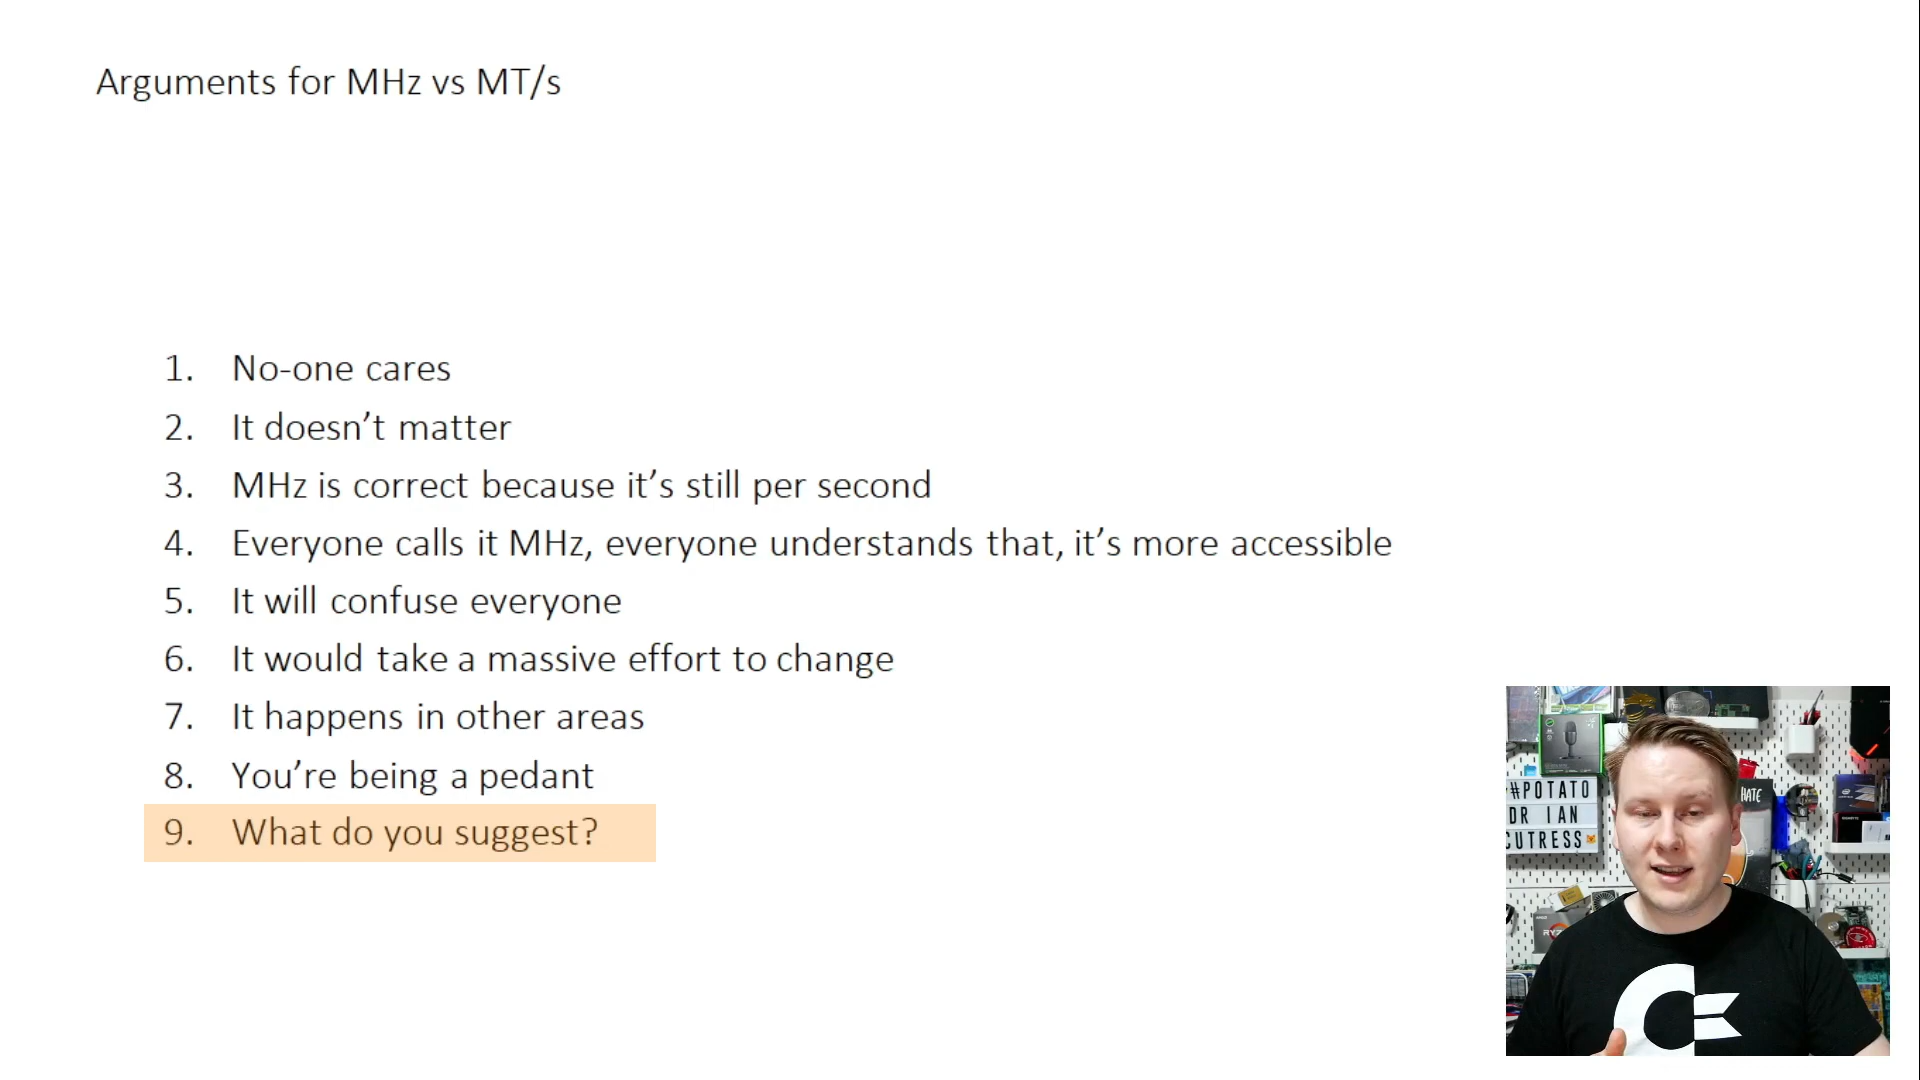 Arguments for MHz vs MT/s
1. No-one cares
2. It doesn’t matter
3. MHz is correct because it’s still per second
4. Everyone calls it MHz, everyone understands that, it’s more accessible
5. It will confuse everyone
6. It would take a massive effort to change
7. It happens in other areas
8. You’re being a pedant
9. What do you suggest?
#POTATO
DR IAN
CUTRESS
HATE